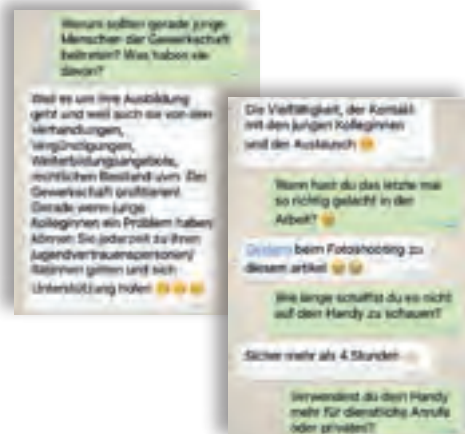 Warum sollten gerade junge
Menschen der Gewerkschaft
beitreten? Was haben sie
davon?
Weil es um ihre Ausbildung
geht und weil auch sie von den
Verhandlungen,
Vergünstigungen,
Weiterbildungsangebote,
rechtlichen Beistand uvm. Der
Gewerkschaft profitieren!
Gerade wenn junge
Kolleginnen ein Problem haben/
können Sie jederzeit zu ihren
Jugendvertrauenspersonen/
Rätinnen gehen und sich
Unterstützung holen
Die Vielfältigkeit, der Kontakt
mit den jungen Kolleginnen
und der Austausch
Wann hast du das letzte mal
so richtig gelacht in der
Arbeit?
Gestern beim Fotoshooting zu
diesem artikel
Wie lange schaffst du es nicht
auf dein Handy zu schauen?
Sicher mehr als 4 Stunden
Verwendest du dein Handy
mehr für dienstliche Anrufe
oder privates?